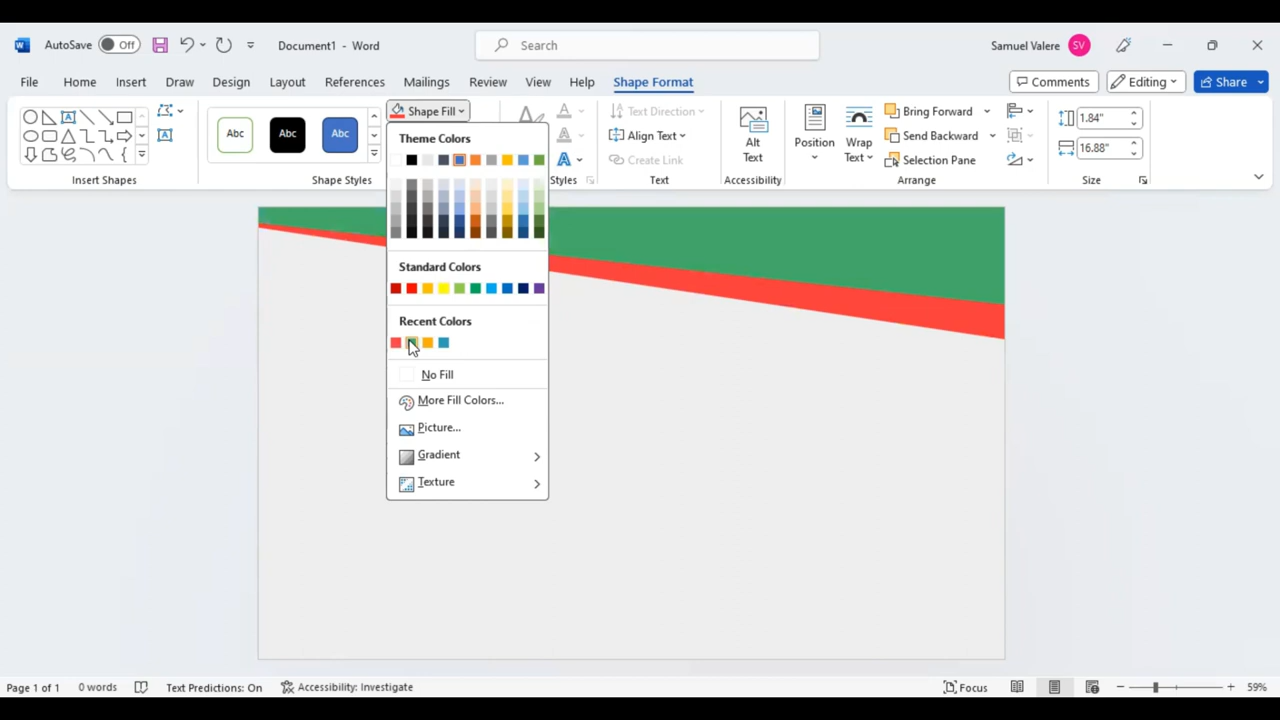 AutoSave Off Document1 - Word Search Samuel Valere SV
File Home Insert Draw Design Layout References Mailings Review View Help Shape Format Comments Editing Share
Abc Abc Abc Shape Fill Text Direction Bring Forward 1.84"
Align Text Alt Text Position Wrap Text Send Backward 16.88"
Create Link Selection Pane
Insert Shapes Shape Styles Styles Text Accessibility Arrange Size
Theme Colors
Standard Colors
Recent Colors
No Fill
More Fill Colors...
Picture...
Gradient
Texture
Page 1 of 1 0 words Text Predictions: On Accessibility: Investigate Focus 59%